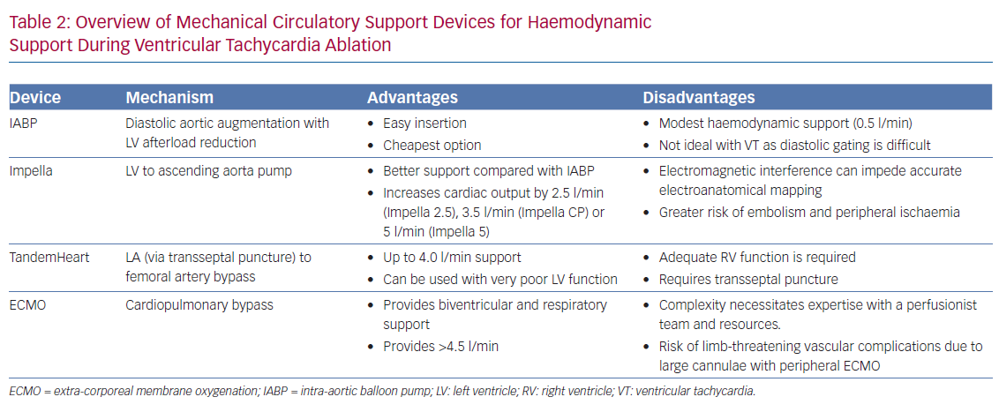 Table 2: Overview of Mechanical Circulatory Support Devices for Haemodynamic
Support During Ventricular Tachycardia Ablation
Device Mechanism Advantages Disadvantages
IABP Diastolic aortic augmentation with • Easy insertion • Modest haemodynamic support (0.5 l/min)
LV afterload reduction • Cheapest option • Not ideal with VT as diastolic gating is difficult
Impella LV to ascending aorta pump • Better support compared with IABP • Electromagnetic interference can impede accurate
• Increases cardiac output by 2.5 l/min electroanatomical mapping
(Impella 2.5), 3.5 l/min (Impella CP) or • Greater risk of embolism and peripheral ischaemia
5 l/min (Impella 5)
TandemHeart LA (via transseptal puncture) to • Up to 4.0 l/min support • Adequate RV function is required
femoral artery bypass • Can be used with very poor LV function • Requires transseptal puncture
ECMO Cardiopulmonary bypass • Provides biventricular and respiratory • Complexity necessitates expertise with a perfusionist
support team and resources.
• Provides >4.5 l/min • Risk of limb-threatening vascular complications due to
large cannulae with peripheral ECMO
ECMO = extra-corporeal membrane oxygenation; IABP = intra-aortic balloon pump; LV: left ventricle; RV: right ventricle; VT: ventricular tachycardia.